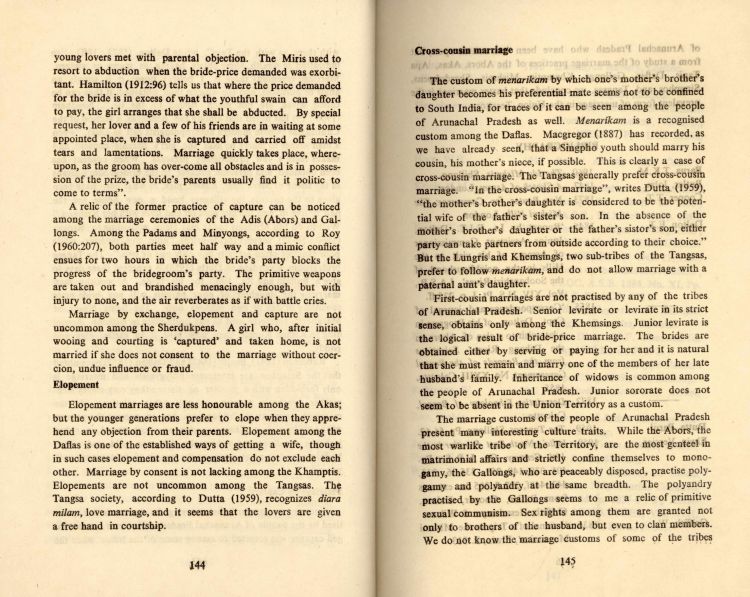 young lovers met with parental objection. The Miris used to
resort to abduction when the bride-price demanded was exorbi-
tant. Hamilton (1912:96) tells us that where the price demanded
for the bride is in excess of what the youthful swain can afford
to pay, the girl arranges that she shall be abducted. By special
request, her lover and a few of his friends are in waiting at some
appointed place, when she is captured and carried off amidst
tears and lamentations. Marriage quickly takes place, where-
upon, as the groom has over-come all obstacles and is in posses-
sion of the prize, the bride's parents usually find it politic to
come to terms".
A relic of the former practice of capture can be noticed
among the marriage ceremonies of the Adis (Abors) and Gal-
longs. Among the Padams and Minyongs, according to Roy
(1960:207), both parties meet half way and a mimic conflict
ensues for two hours in which the bride's party blocks the
progress of the bridegroom's party. The primitive weapons
are taken out and brandished menacingly enough, but with
injury to none, and the air reverberates as if with battle cries.
Marriage by exchange, elopement and capture are not
uncommon among the Sherdukpens. A girl who, after initial
wooing and courting is 'captured' and taken home, is not
married if she does not consent to the marriage without coer-
cion, undue influence or fraud.
Elopement
Elopement marriages are less honourable among the Akas;
but the younger generations prefer to elope when they appre-
hend any objection from their parents. Elopement among the
Daflas is one of the established ways of getting a wife, though
in such cases elopement and compensation do not exclude each
other. Marriage by consent is not lacking among the Khamptis.
Elopements are not uncommon among the Tangsas. The
Tangsa society, according to Dutta (1959), recognizes diara
milam, love marriage, and it seems that the lovers are given
a free hand in courtship.
144
Cross-cousin marriage
The custom of menarikam by which one's mother's brother's
daughter becomes his preferential mate seems not to be confined
to South India, for traces of it can be seen among the people
of Arunachal Pradesh as well. Menarikam is a recognised
custom among the Daflas. Macgregor (1887) has recorded, as
we have already seen, that a Singpho youth should marry his
cousin, his mother's niece, if possible. This is clearly a case of
cross-cousin marriage. The Tangsas generally prefer cross-cousin
marriage. "In the cross-cousin marriage", writes Dutta (1959),
"the mother's brother's daughter is considered to be the poten-
tial wife of the father's sister's son. In the absence of the
mother's brother's daughter or the father's sistor's son, either
party can take partners from outside according to their choice."
But the Lungris and Khemsings, two sub-tribes of the Tangsas,
prefer to follow menarikam, and do not allow marriage with a
paternal aunt's daughter.
First-cousin marriages are not practised by any of the tribes
of Arunachal Pradesh. Senior levirate or levirate in its strict
sense, obtains only among the Khemsings. Junior levirate is
the logical result of bride-price marriage. The brides are
obtained either by serving or paying for her and it is natural
that she must remain and marry one of the members of her late
husband's family. Inheritance of widows is common among
the people of Arunachal Pradesh. Junior sororate does not
seem to be absent in the Union Territory as a custom.
The marriage customs of the people of Arunachal Pradesh
present many interesting culture traits. While the Abors, the
most warlike tribe of the Territory, are the most genteel in
matrimonial affairs and strictly confine themselves to mono-
gamy, the Gallongs, who are peaceably disposed, practise poly-
gamy and polyandry at the same breadth. The polyandry
practised by the Gallongs seems to me a relic of primitive
sexual communism. Sex rights among them are granted not
only to brothers of the husband, but even to clan members.
We do not know the marriage customs of some of the tribes
145